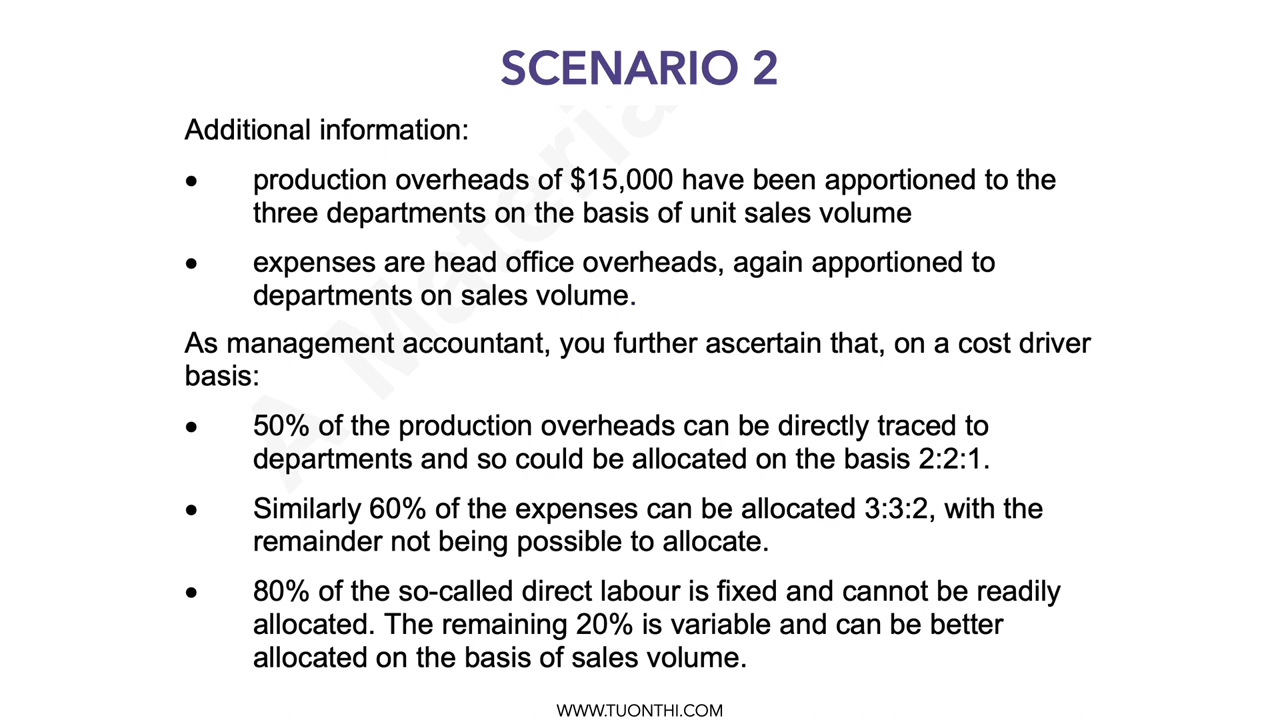 SCENARIO 2
Additional information:
• production overheads of $15,000 have been apportioned to the
three departments on the basis of unit sales volume
• expenses are head office overheads, again apportioned to
departments on sales volume.
As management accountant, you further ascertain that, on a cost driver
basis:
• 50% of the production overheads can be directly traced to
departments and so could be allocated on the basis 2:2:1.
• Similarly 60% of the expenses can be allocated 3:3:2, with the
remainder not being possible to allocate.
• 80% of the so-called direct labour is fixed and cannot be readily
allocated. The remaining 20% is variable and can be better
allocated on the basis of sales volume.
WWW.TUONTHI.COM